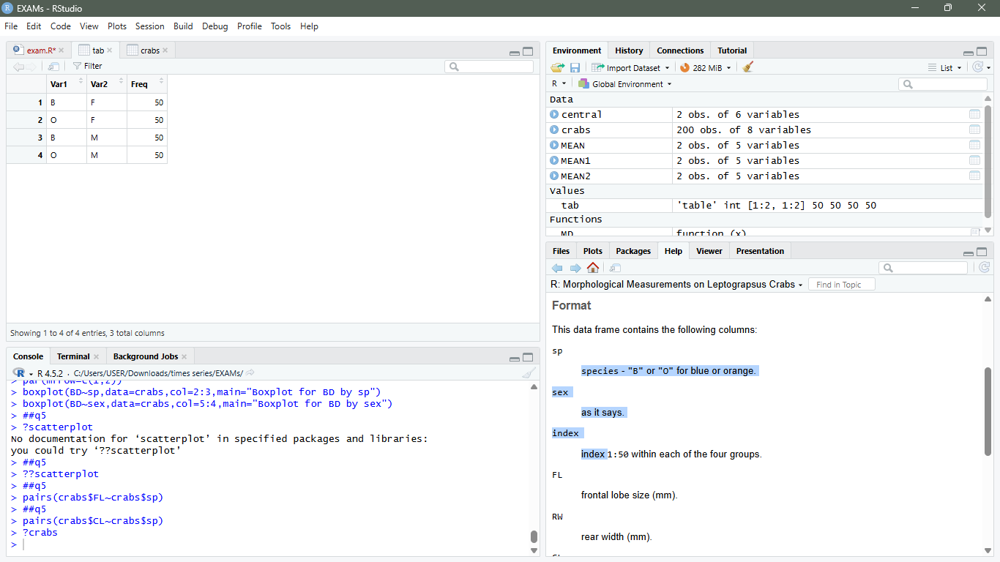 EXAMs - RStudio
File Edit Code View Plots Session Build Debug Profile Tools Help
exam.R* tab crabs
Filter
Var1 Var2 Freq
1 B F 50
2 O F 50
3 B M 50
4 O M 50
Showing 1 to 4 of 4 entries, 3 total columns
Console Terminal Background Jobs
R 4.5.2 · C:/Users/USER/Downloads/times series/EXAMs/
> par(mfrow=c(1,2))
> boxplot(BD~sp,data=crabs,col=2:3,main="Boxplot for BD by sp")
> boxplot(BD~sex,data=crabs,col=5:4,main="Boxplot for BD by sex")
> ##q5
> ?scatterplot
No documentation for ‘scatterplot’ in specified packages and libraries:
you could try ‘??scatterplot’
> ##q5
> ??scatterplot
> ##q5
> pairs(crabs$FL~crabs$sp)
> ##q5
> pairs(crabs$CL~crabs$sp)
> ?crabs
>
Environment History Connections Tutorial
Import Dataset 282 MiB List
R Global Environment
Data
central 2 obs. of 6 variables
crabs 200 obs. of 8 variables
MEAN 2 obs. of 5 variables
MEAN1 2 obs. of 5 variables
MEAN2 2 obs. of 5 variables
Values
tab 'table' int [1:2, 1:2] 50 50 50 50
Functions
MD function (x)
Files Plots Packages Help Viewer Presentation
R: Morphological Measurements on Leptograpsus Crabs Find in Topic
Format
This data frame contains the following columns:
sp
species - "B" or "O" for blue or orange.
sex
as it says.
index
index 1:50 within each of the four groups.
FL
frontal lobe size (mm).
RW
rear width (mm).